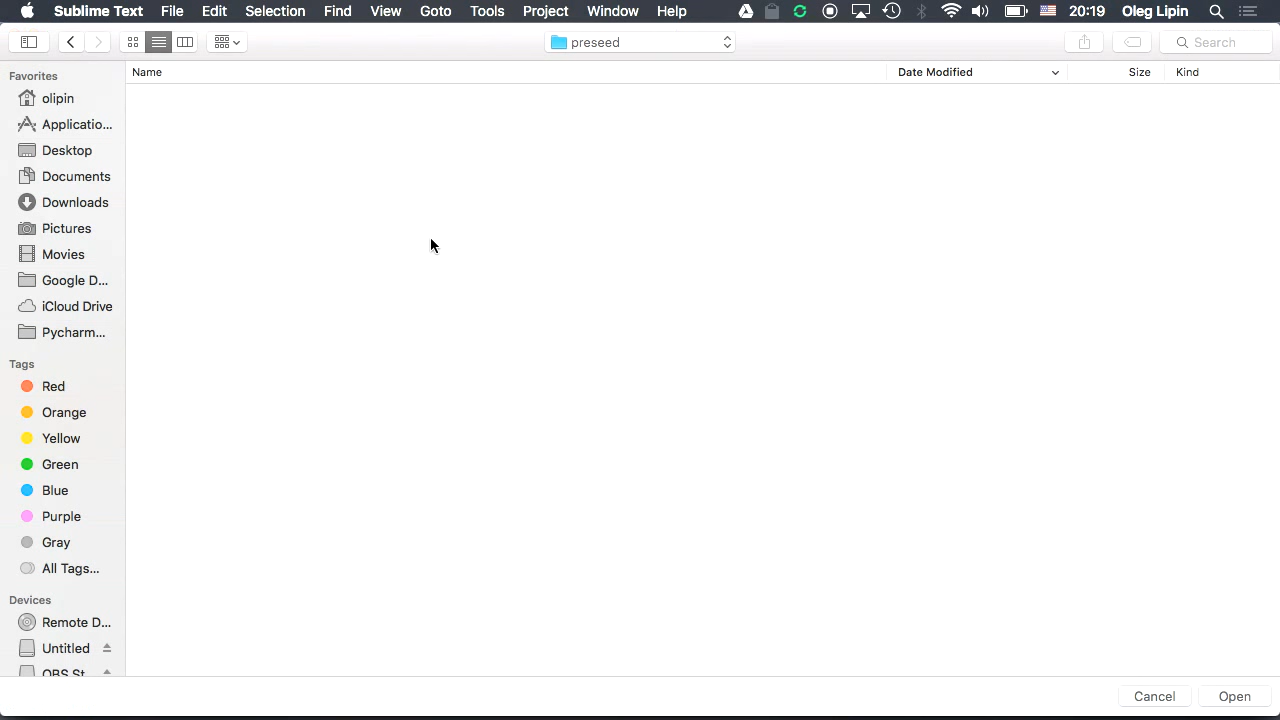 Sublime Text File Edit Selection Find View Goto Tools Project Window Help 20:19 Oleg Lipin
preseed Search
Favorites
Name Date Modified Size Kind
olipin
Applicatio...
Desktop
Documents
Downloads
Pictures
Movies
Google D...
iCloud Drive
Pycharm...
Tags
Red
Orange
Yellow
Green
Blue
Purple
Gray
All Tags...
Devices
Remote D...
Untitled
OBS St...
Cancel Open